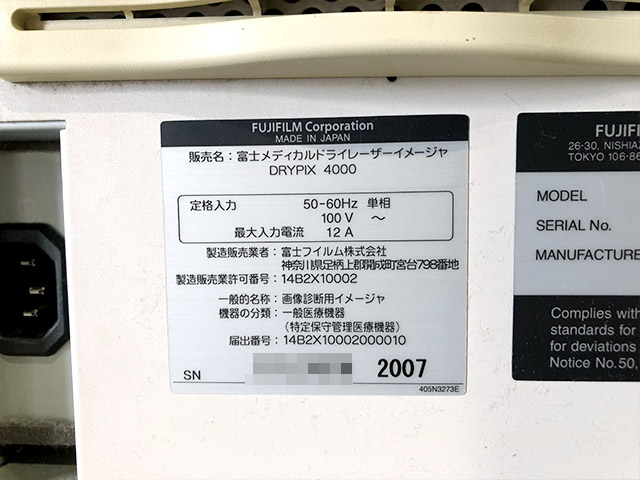 FUJIFILM Corporation
MADE IN JAPAN
販売名：富士メディカルドライレーザーイメージャ
DRYPIX 4000
定格入力 50-60Hz 単相
100 V ～
最大入力電流 12 A
製造販売業者：富士フイルム株式会社
神奈川県足柄上郡開成町宮台798番地
製造販売業許可番号：14B2X10002
一般的名称：画像診断用イメージャ
機器の分類：一般医療機器
（特定保守管理医療機器）
届出番号：14B2X10002000010
SN 2007
405N3273E
FUJIFI
26-30, NISHIAZ
TOKYO 106-86
MODEL
SERIAL No.
MANUFACTURE
Complies with
standards for
for deviations
Notice No.50,